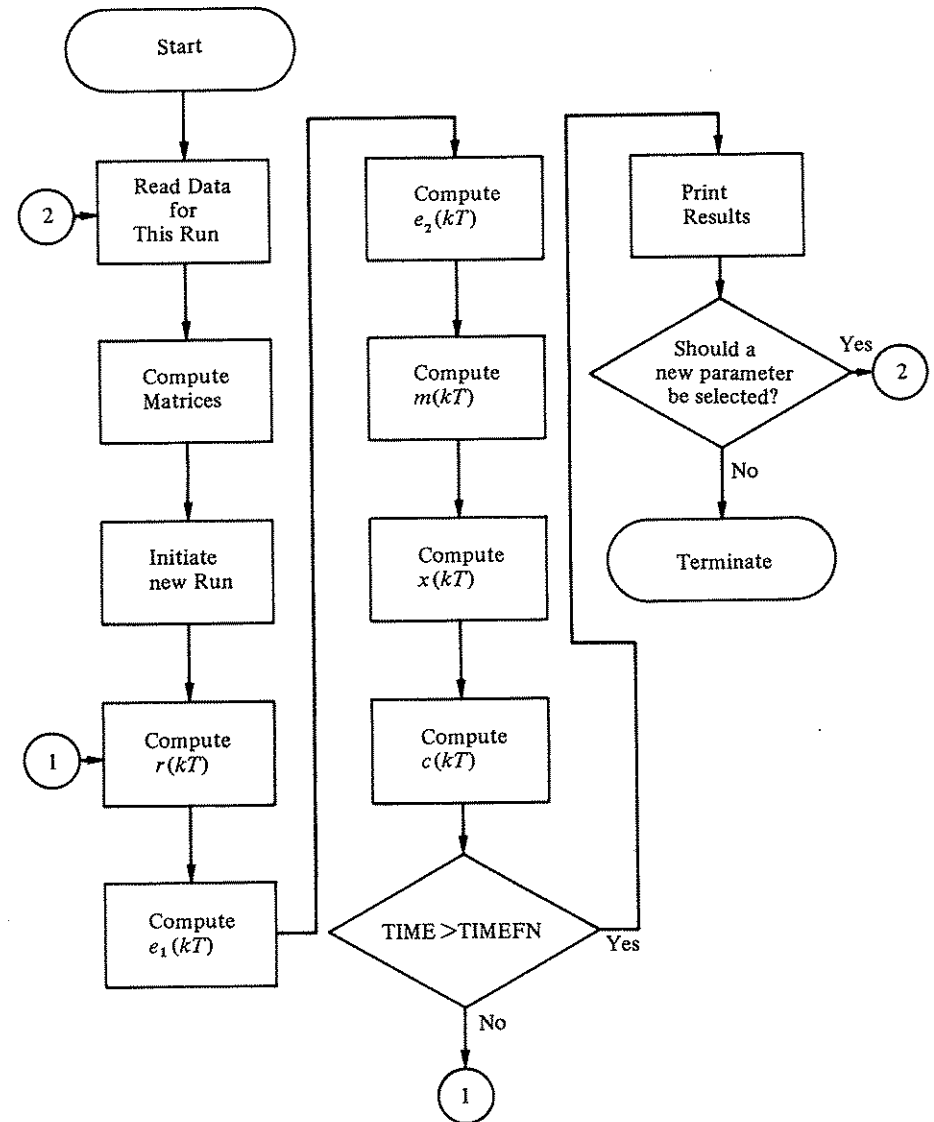 Start
2
Read Data
for
This Run
Compute
Matrices
Initiate
new Run
1
Compute
r(kT)
Compute
e₁(kT)
Compute
e₂(kT)
Compute
m(kT)
Compute
x(kT)
Compute
c(kT)
TIME >TIMEFN
Yes
No
1
Print
Results
Should a
new parameter
be selected?
Yes
2
No
Terminate